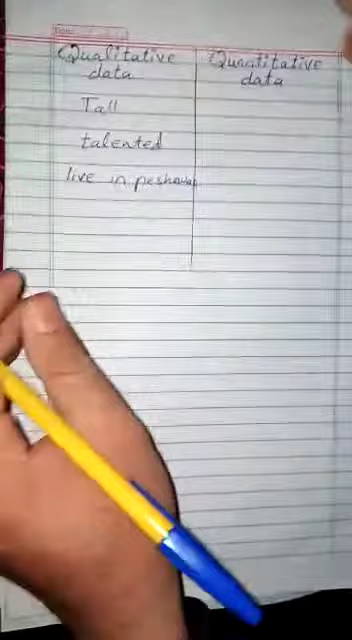 Qualitative data
Quantitative data
Tall
talented
live in peshawar